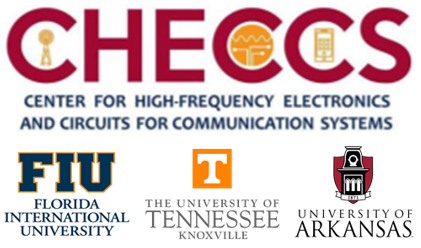 CHECCS
CENTER FOR HIGH-FREQUENCY ELECTRONICS
AND CIRCUITS FOR COMMUNICATION SYSTEMS
FIU
FLORIDA
INTERNATIONAL
UNIVERSITY
T
THE UNIVERSITY OF
TENNESSEE
KNOXVILLE
1871
UNIVERSITY OF
ARKANSAS